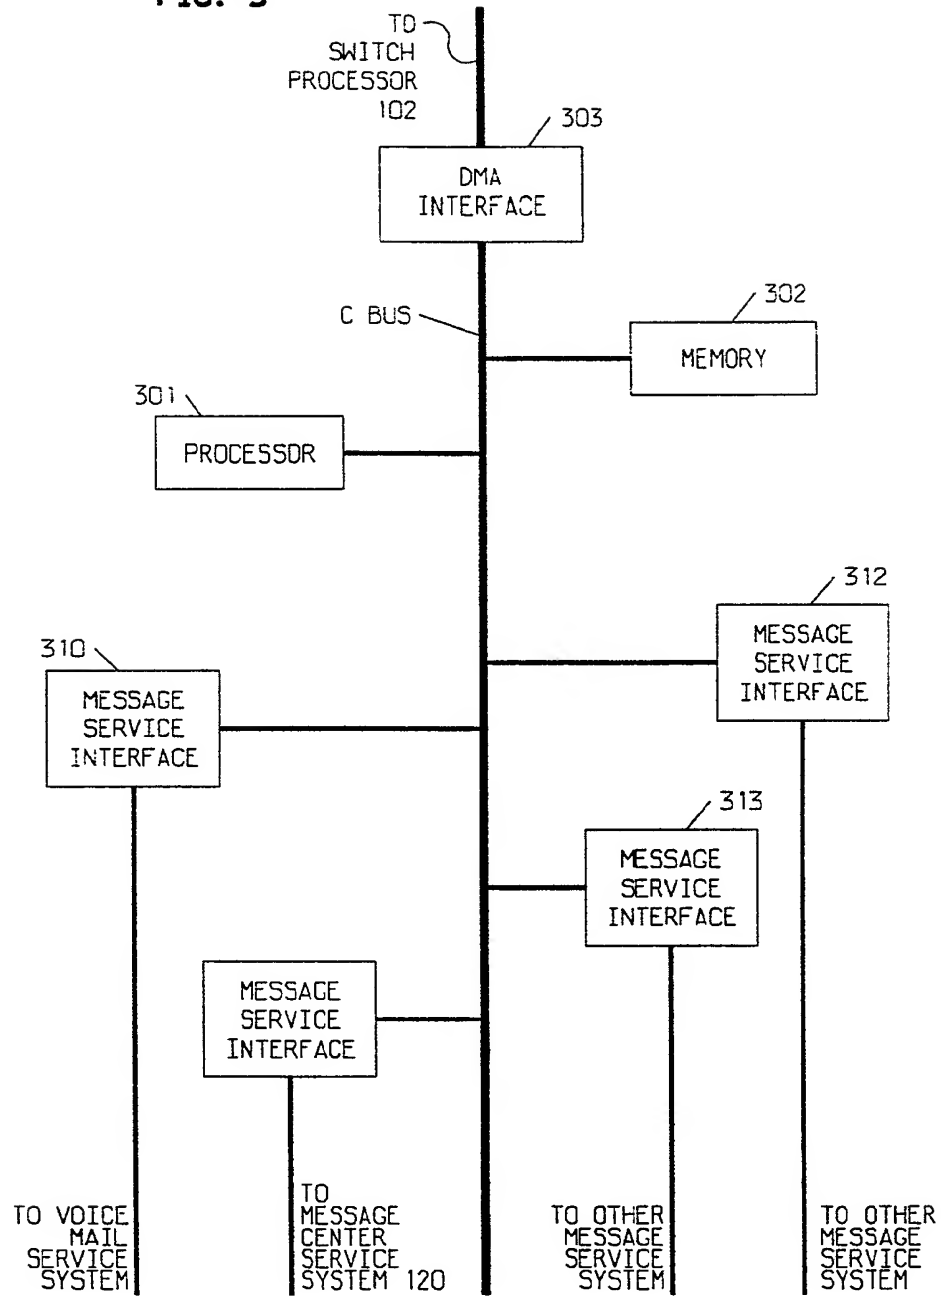 FIG. 3
TO
SWITCH
PROCESSOR
102
303
DMA
INTERFACE
C BUS
302
MEMORY
301
PROCESSOR
312
MESSAGE
SERVICE
INTERFACE
310
MESSAGE
SERVICE
INTERFACE
313
MESSAGE
SERVICE
INTERFACE
MESSAGE
SERVICE
INTERFACE
TO VOICE
MAIL
SERVICE
SYSTEM
TO
MESSAGE
CENTER
SERVICE
SYSTEM 120
TO OTHER
MESSAGE
SERVICE
SYSTEM
TO OTHER
MESSAGE
SERVICE
SYSTEM